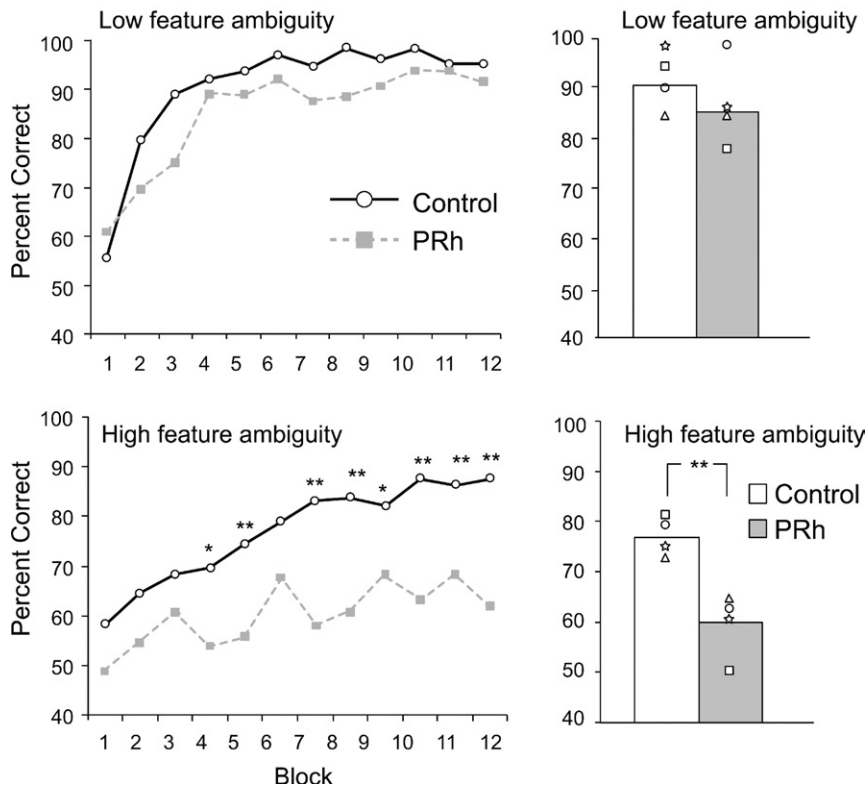 Low feature ambiguity
100
90
80
70
60
50
40
Percent Correct
Control
PRh
1 2 3 4 5 6 7 8 9 10 11 12
Low feature ambiguity
100
90
80
70
60
50
40
High feature ambiguity
100
90
80
70
60
50
40
Percent Correct
* ** ** ** * ** ** **
1 2 3 4 5 6 7 8 9 10 11 12
Block
High feature ambiguity
100
90
80
70
60
50
40
**
Control
PRh